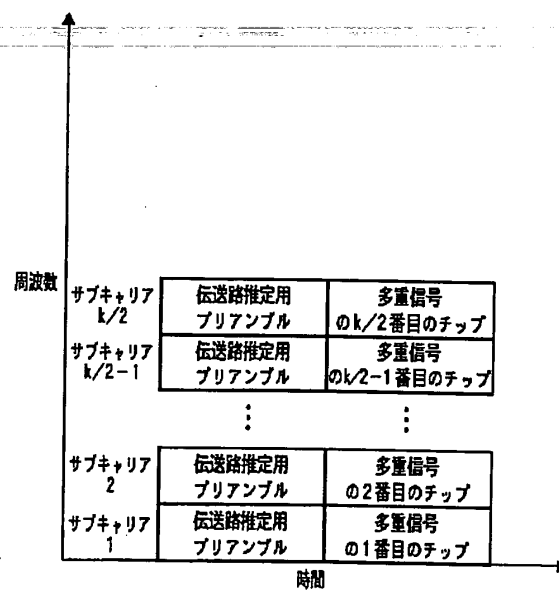 周波数
サブキャリア
k/2
伝送路推定用
プリアンブル
多重信号
のk/2番目のチップ
サブキャリア
k/2-1
伝送路推定用
プリアンブル
多重信号
のk/2-1番目のチップ
サブキャリア
2
伝送路推定用
プリアンブル
多重信号
の2番目のチップ
サブキャリア
1
伝送路推定用
プリアンブル
多重信号
の1番目のチップ
時間